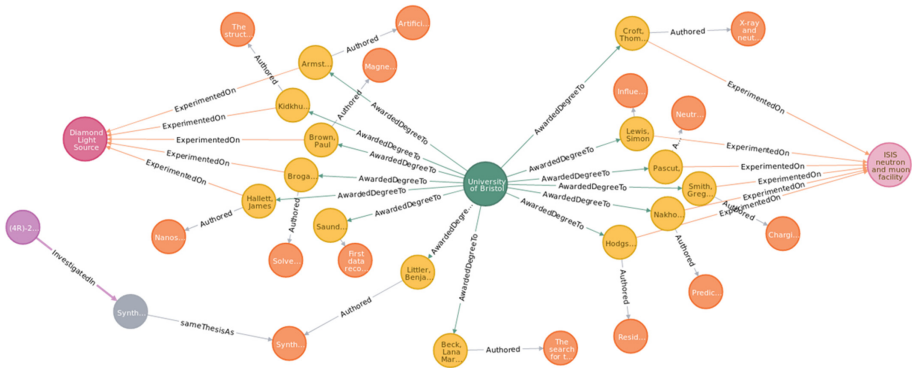 The
struct...
Artifici...
Authored
Authored
Armst...
Magne...
Croft,
Thom...
Authored
X-ray
and
neut...
ExperimentedOn
Kidkhu...
Authored
AwardedDegreeTo
AwardedDegreeTo
ExperimentedOn
Influe...
Neutr...
Diamond
Light
Source
ExperimentedOn
ExperimentedOn
Brown,
Paul
AwardedDegreeTo
AwardedDegreeTo
Lewis,
Simon
A...
ExperimentedOn
ISIS
neutron
and muon
facility
ExperimentedOn
Broga...
AwardedDegreeTo
AwardedDegreeTo
Pascut,
ExperimentedOn
ExperimentedOn
Hallett,
James
AwardedDegreeTo
University
of Bristol
AwardedDegreeTo
Smith,
Greg...
ExperimentedOn
ExperimentedOn
ExperimentedOn
Authored
Nanos...
Authored
Saund...
AwardedDegreeTo
AwardedDegre...
AwardedDegreeTo
AwardedDegreeTo
AwardedDegreeTo
Nakho...
Authored
Chargi...
(4R)-2...
Solve...
First
data
reco...
Littler,
Benja...
Hodgs...
Authored
Predic...
InvestigatedIn
Synth...
sameThesisAs
Synth...
Authored
Authored
Resid...
Beck,
Lana
Mar...
Authored
The
search
for t...